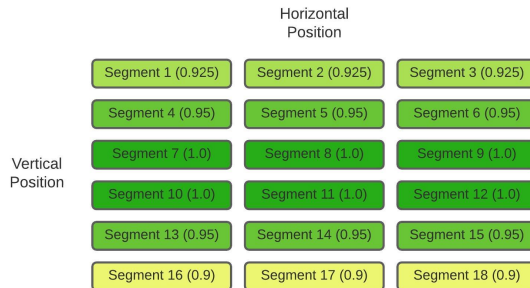 Horizontal
Position
Segment 1 (0.925) Segment 2 (0.925) Segment 3 (0.925)
Segment 4 (0.95) Segment 5 (0.95) Segment 6 (0.95)
Vertical
Position
Segment 7 (1.0) Segment 8 (1.0) Segment 9 (1.0)
Segment 10 (1.0) Segment 11 (1.0) Segment 12 (1.0)
Segment 13 (0.95) Segment 14 (0.95) Segment 15 (0.95)
Segment 16 (0.9) Segment 17 (0.9) Segment 18 (0.9)